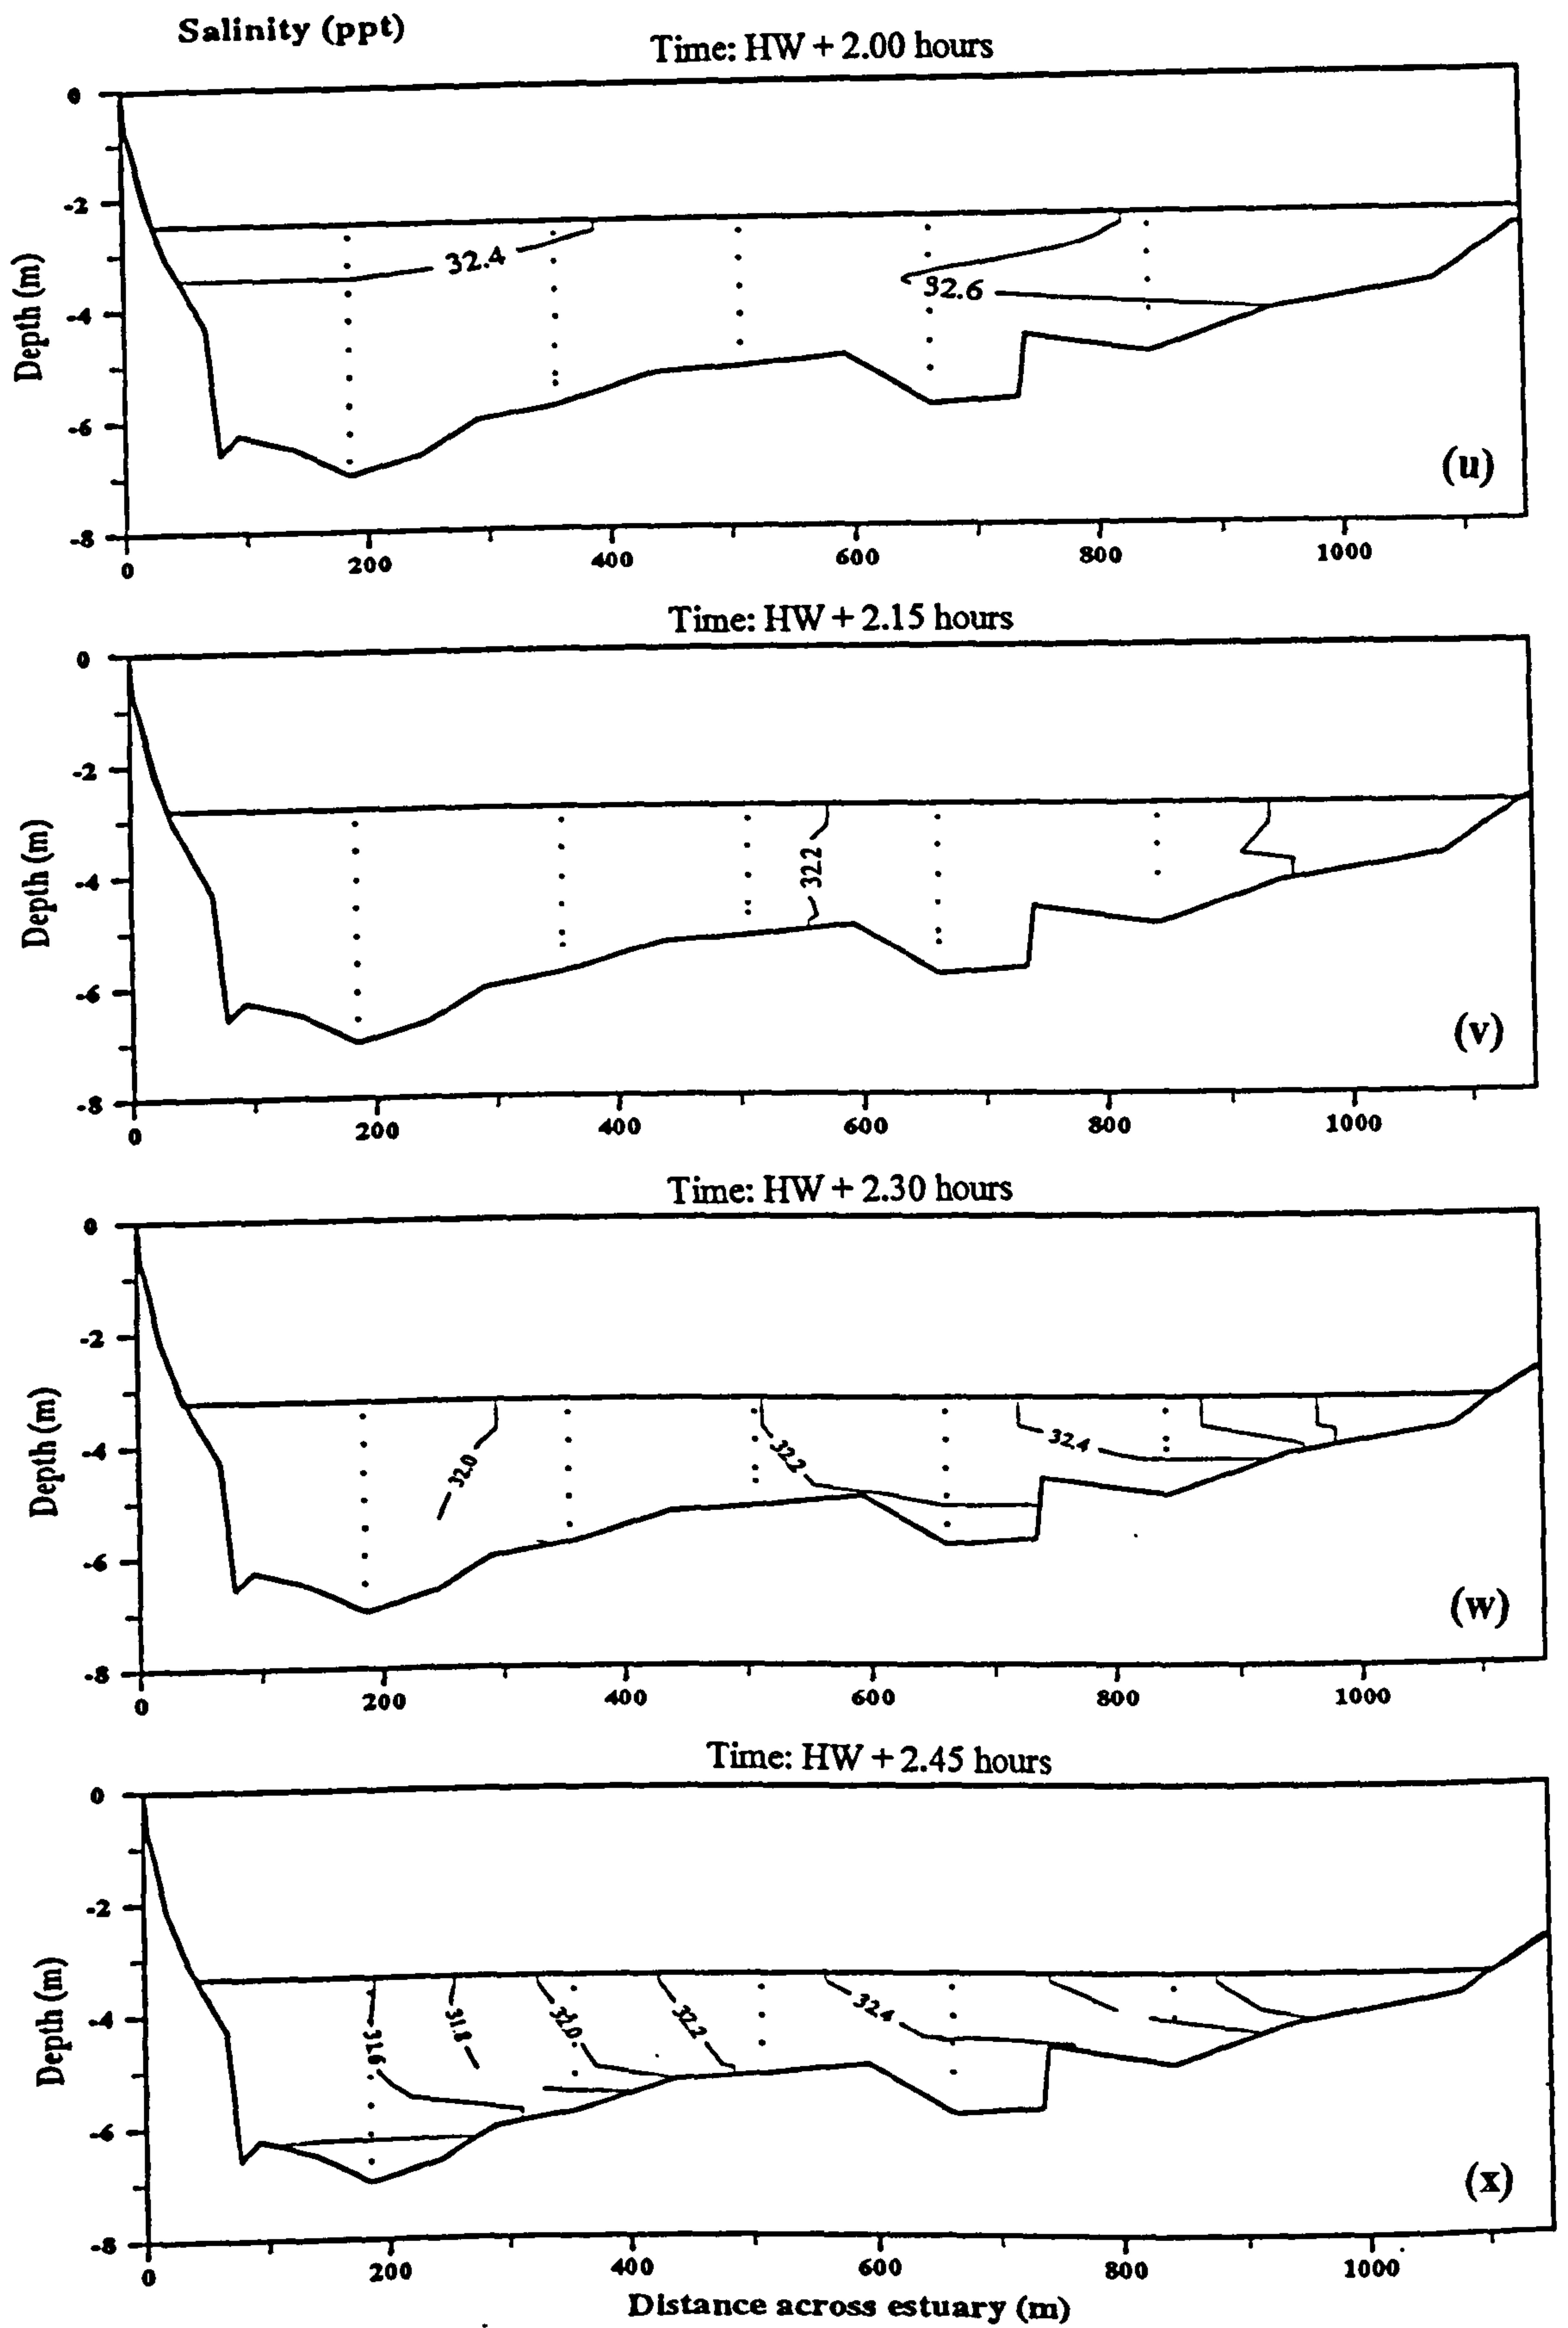 Salinity (ppt)
Time: HW + 2.00 hours
0
-2
-4
-6
-8
Depth (m)
32.4
32.6
(u)
0 200 400 600 800 1000
Time: HW + 2.15 hours
0
-2
-4
-6
-8
Depth (m)
32.2
(v)
0 200 400 600 800 1000
Time: HW + 2.30 hours
0
-2
-4
-6
-8
Depth (m)
32.0
32.2
32.4
(w)
0 200 400 600 800 1000
Time: HW + 2.45 hours
0
-2
-4
-6
-8
Depth (m)
31.6
31.8
32.0
32.2
32.4
(x)
0 200 400 600 800 1000
Distance across estuary (m)